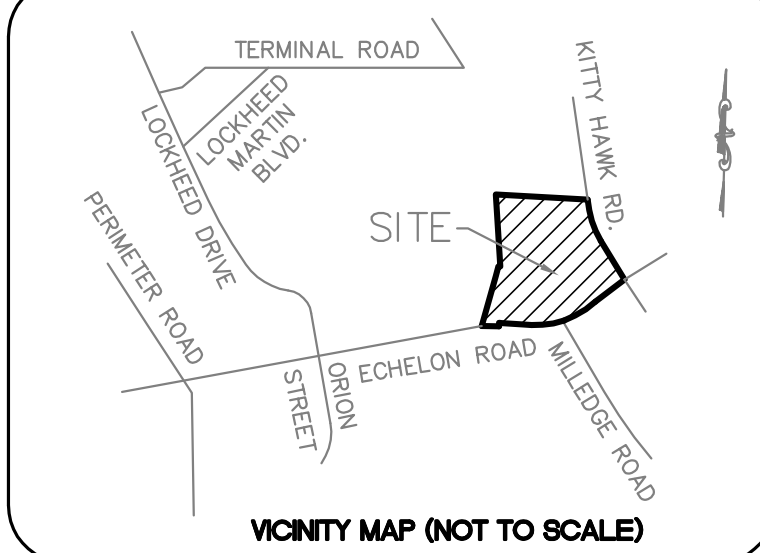 TERMINAL ROAD
KITTY HAWK RD.
LOCKHEED
MARTIN
BLVD.
LOCKHEED DRIVE
PERIMETER ROAD
SITE
ECHELON ROAD
ORION
STREET
MILLEDGE ROAD
VICINITY MAP (NOT TO SCALE)